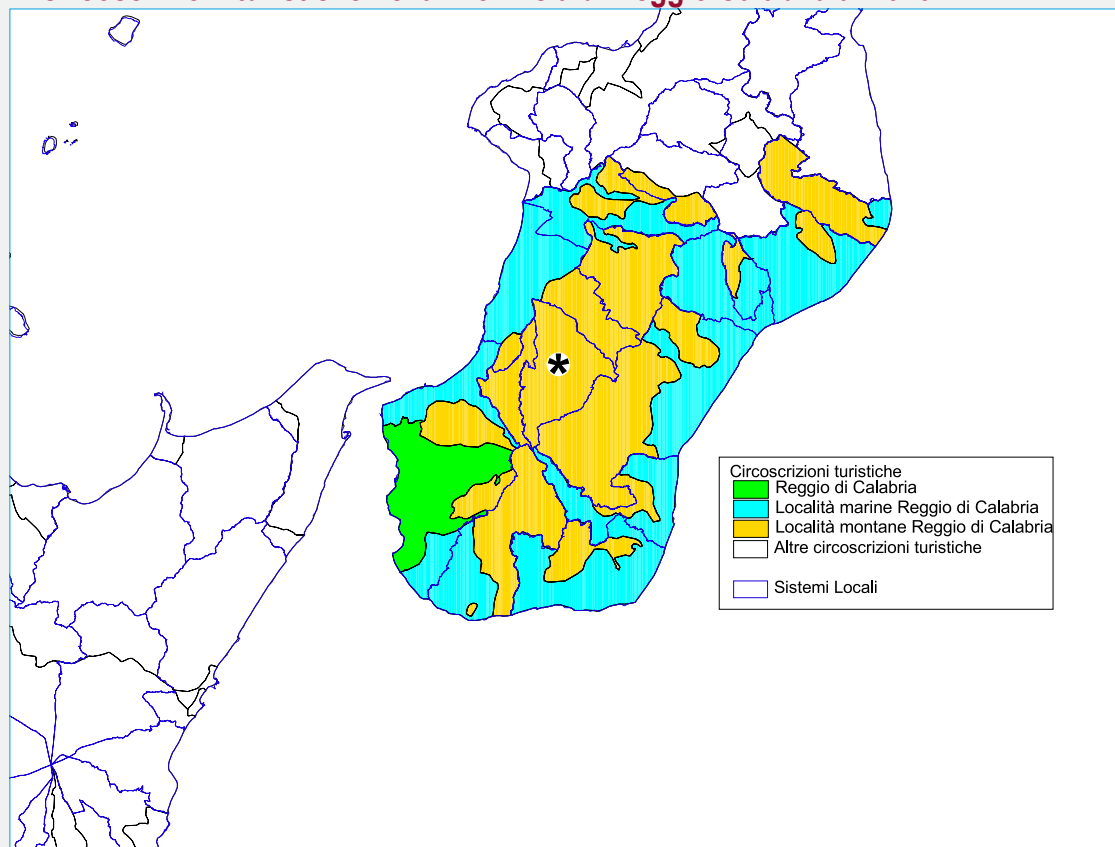 Circoscrizioni turistiche
Reggio di Calabria
Località marine Reggio di Calabria
Località montane Reggio di Calabria
Altre circoscrizioni turistiche
Sistemi Locali
*